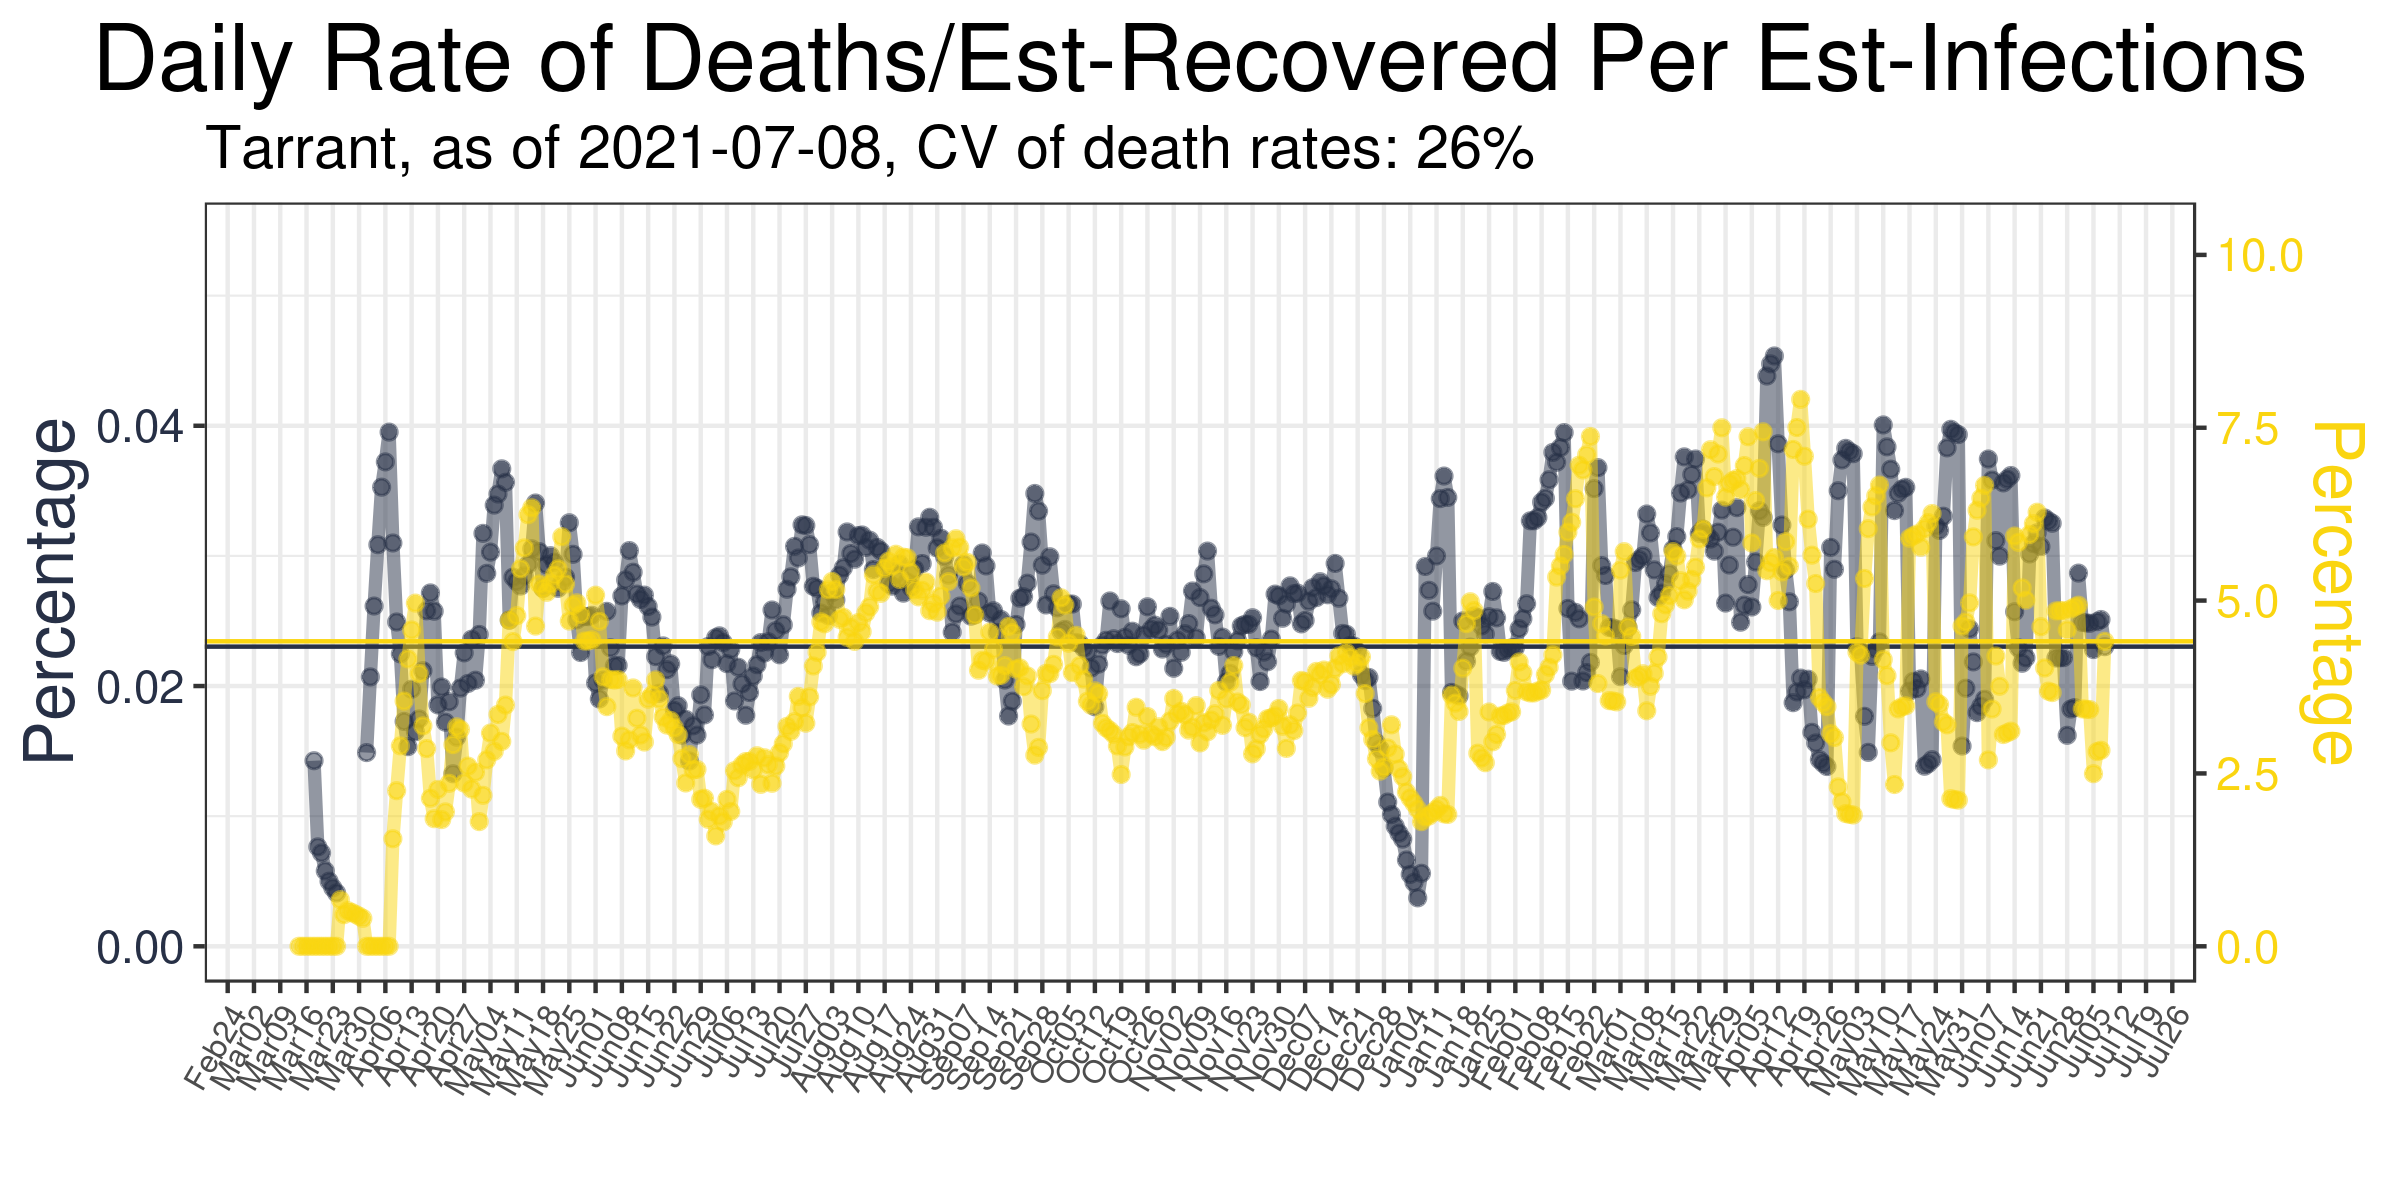 Daily Rate of Deaths/Est-Recovered Per Est-Infections
Tarrant, as of 2021-07-08, CV of death rates: 26%
Percentage
0.04
0.02
0.00
10.0
7.5
5.0
2.5
0.0
Percentage
Feb24
Mar02
Mar09
Mar16
Mar23
Mar30
Apr06
Apr13
Apr20
Apr27
May04
May11
May18
May25
Jun01
Jun08
Jun15
Jun22
Jun29
Jul06
Jul13
Jul20
Jul27
Aug03
Aug10
Aug17
Aug24
Aug31
Sep07
Sep14
Sep21
Sep28
Oct05
Oct12
Oct19
Oct26
Nov02
Nov09
Nov16
Nov23
Nov30
Dec07
Dec14
Dec21
Dec28
Jan04
Jan11
Jan18
Jan25
Feb01
Feb08
Feb15
Feb22
Mar01
Mar08
Mar15
Mar22
Mar29
Apr05
Apr12
Apr19
Apr26
May03
May10
May17
May24
May31
Jun07
Jun14
Jun21
Jun28
Jul05
Jul12
Jul19
Jul26